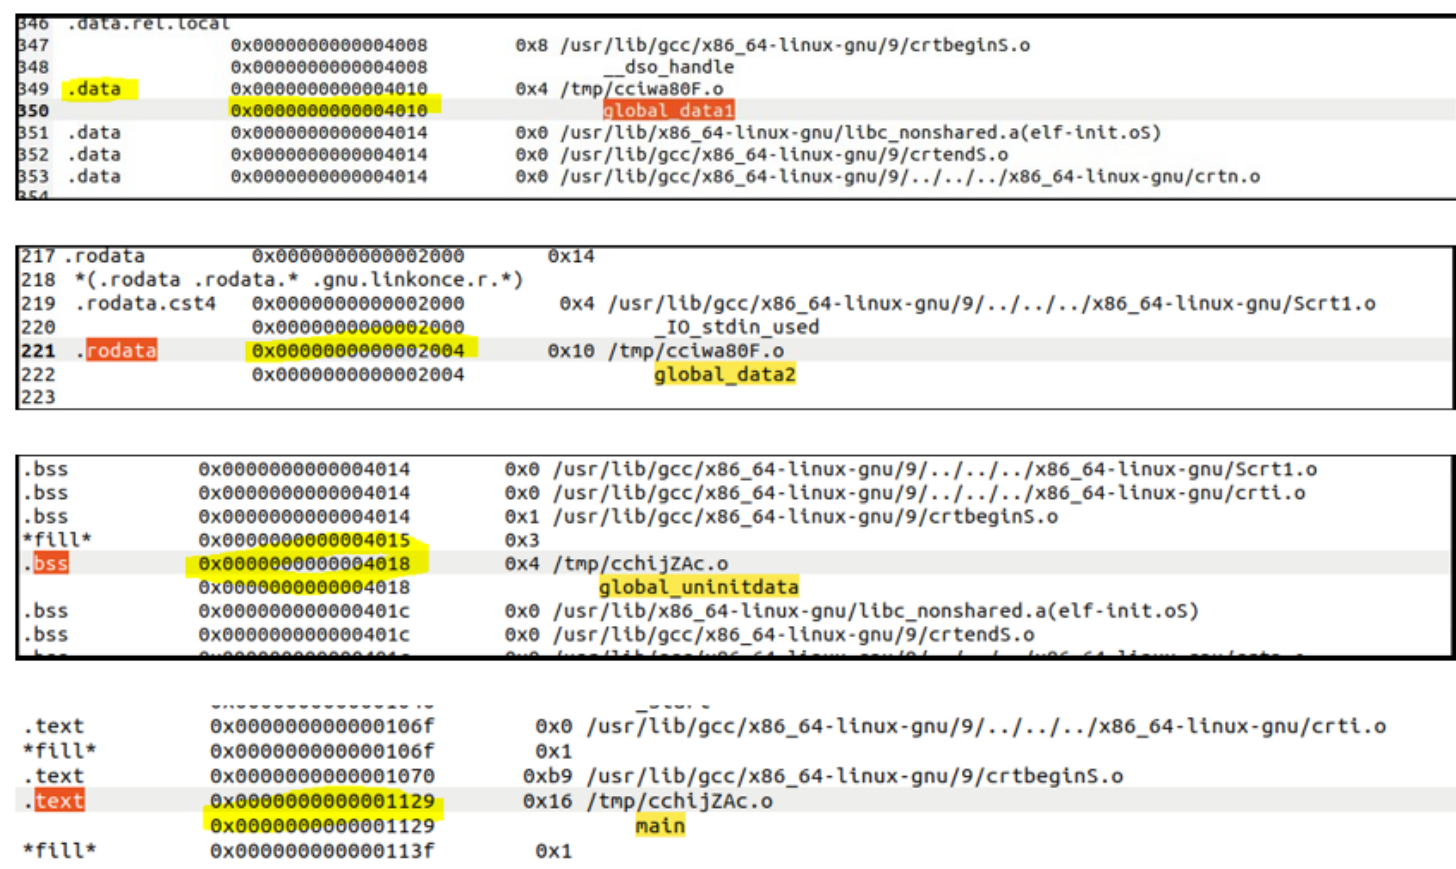 346 .data.rel.local
347 0x0000000000004008 0x8 /usr/lib/gcc/x86_64-linux-gnu/9/crtbeginS.o
348 0x0000000000004008 __dso_handle
349 .data 0x0000000000004010 0x4 /tmp/cciwa80F.o
350 0x0000000000004010 global_data1
351 .data 0x0000000000004014 0x0 /usr/lib/x86_64-linux-gnu/libc_nonshared.a(elf-init.oS)
352 .data 0x0000000000004014 0x0 /usr/lib/gcc/x86_64-linux-gnu/9/crtendS.o
353 .data 0x0000000000004014 0x0 /usr/lib/gcc/x86_64-linux-gnu/9/../../../x86_64-linux-gnu/crtn.o
354
217 .rodata 0x0000000000002000 0x14
218 *(.rodata .rodata.* .gnu.linkonce.r.*)
219 .rodata.cst4 0x0000000000002000 0x4 /usr/lib/gcc/x86_64-linux-gnu/9/../../../x86_64-linux-gnu/Scrt1.o
220 0x0000000000002000 _IO_stdin_used
221 .rodata 0x0000000000002004 0x10 /tmp/cciwa80F.o
222 0x0000000000002004 global_data2
223
.bss 0x0000000000004014 0x0 /usr/lib/gcc/x86_64-linux-gnu/9/../../../x86_64-linux-gnu/Scrt1.o
.bss 0x0000000000004014 0x0 /usr/lib/gcc/x86_64-linux-gnu/9/../../../x86_64-linux-gnu/crti.o
.bss 0x0000000000004014 0x1 /usr/lib/gcc/x86_64-linux-gnu/9/crtbeginS.o
*fill* 0x0000000000004015 0x3
.bss 0x0000000000004018 0x4 /tmp/cchijZAc.o
0x0000000000004018 global_uninitdata
.bss 0x000000000000401c 0x0 /usr/lib/x86_64-linux-gnu/libc_nonshared.a(elf-init.oS)
.bss 0x000000000000401c 0x0 /usr/lib/gcc/x86_64-linux-gnu/9/crtendS.o
.text 0x000000000000106f 0x0 /usr/lib/gcc/x86_64-linux-gnu/9/../../../x86_64-linux-gnu/crti.o
*fill* 0x000000000000106f 0x1
.text 0x0000000000001070 0xb9 /usr/lib/gcc/x86_64-linux-gnu/9/crtbeginS.o
.text 0x0000000000001129 0x16 /tmp/cchijZAc.o
0x0000000000001129 main
*fill* 0x000000000000113f 0x1